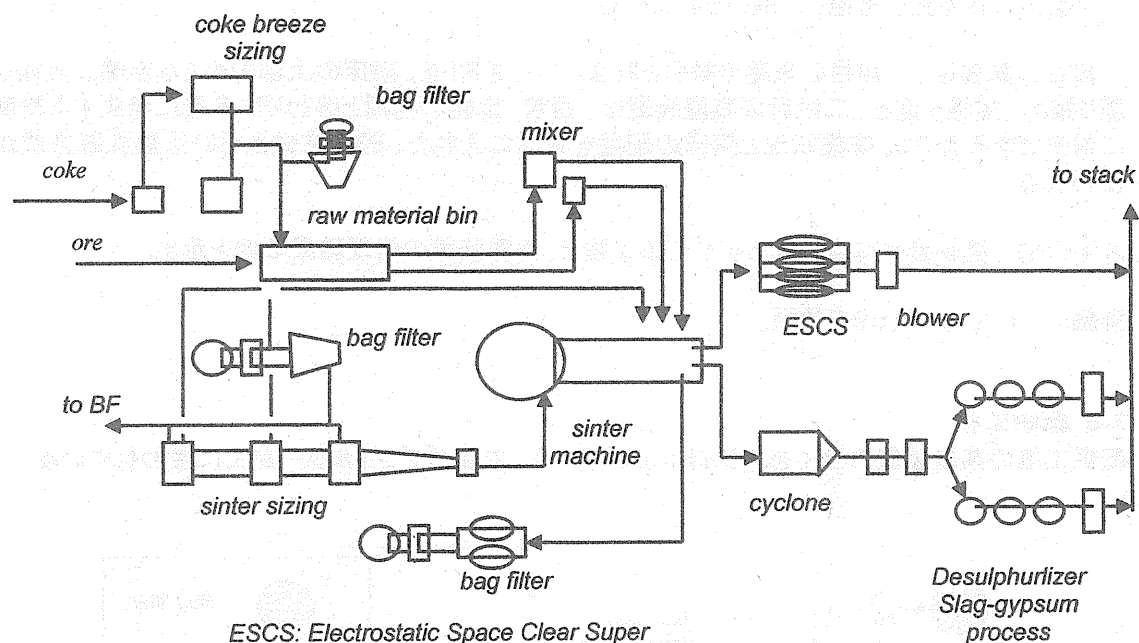 coke breeze
sizing
bag filter
mixer
coke
to stack
raw material bin
ore
ESCS
blower
bag filter
to BF
sinter
machine
sinter sizing
cyclone
bag filter
Desulphurlizer
Slag-gypsum
process
ESCS: Electrostatic Space Clear Super